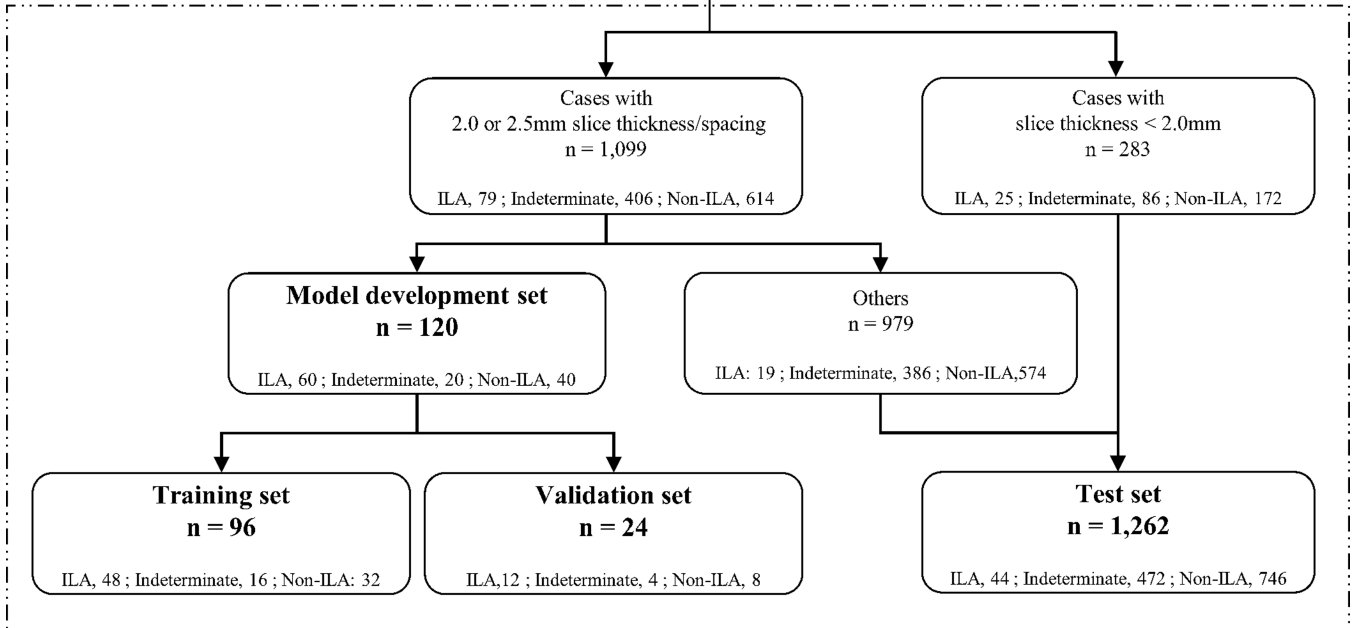 Cases with
2.0 or 2.5mm slice thickness/spacing
n = 1,099
ILA, 79 ; Indeterminate, 406 ; Non-ILA, 614
Cases with
slice thickness < 2.0mm
n = 283
ILA, 25 ; Indeterminate, 86 ; Non-ILA, 172
Model development set
n = 120
ILA, 60 ; Indeterminate, 20 ; Non-ILA, 40
Others
n = 979
ILA: 19 ; Indeterminate, 386 ; Non-ILA,574
Training set
n = 96
ILA, 48 ; Indeterminate, 16 ; Non-ILA: 32
Validation set
n = 24
ILA,12 ; Indeterminate, 4 ; Non-ILA, 8
Test set
n = 1,262
ILA, 44 ; Indeterminate, 472 ; Non-ILA, 746